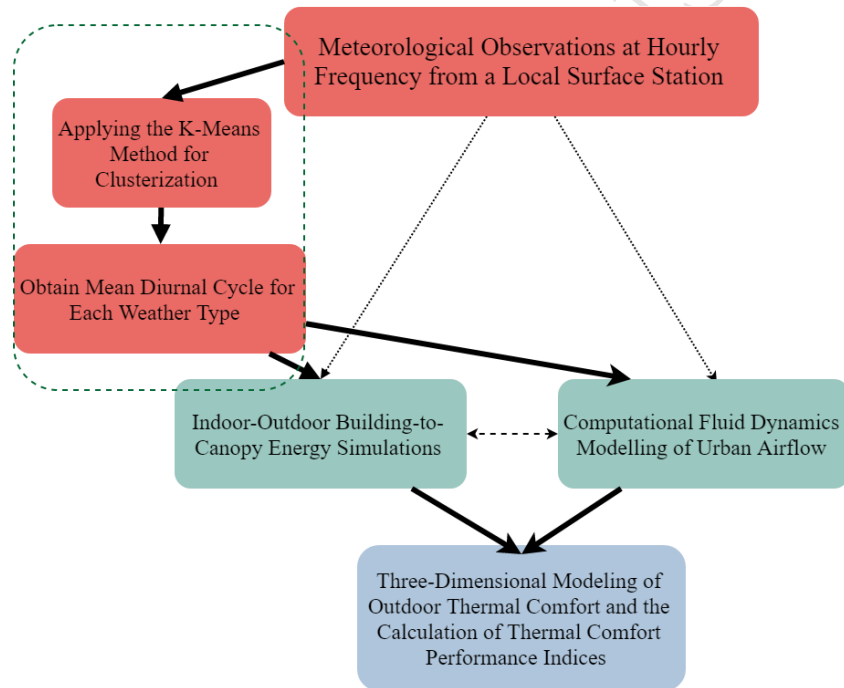 Meteorological Observations at Hourly
Frequency from a Local Surface Station
Applying the K-Means
Method for
Clusterization
Obtain Mean Diurnal Cycle for
Each Weather Type
Indoor-Outdoor Building-to-
Canopy Energy Simulations
Computational Fluid Dynamics
Modelling of Urban Airflow
Three-Dimensional Modeling of
Outdoor Thermal Comfort and the
Calculation of Thermal Comfort
Performance Indices